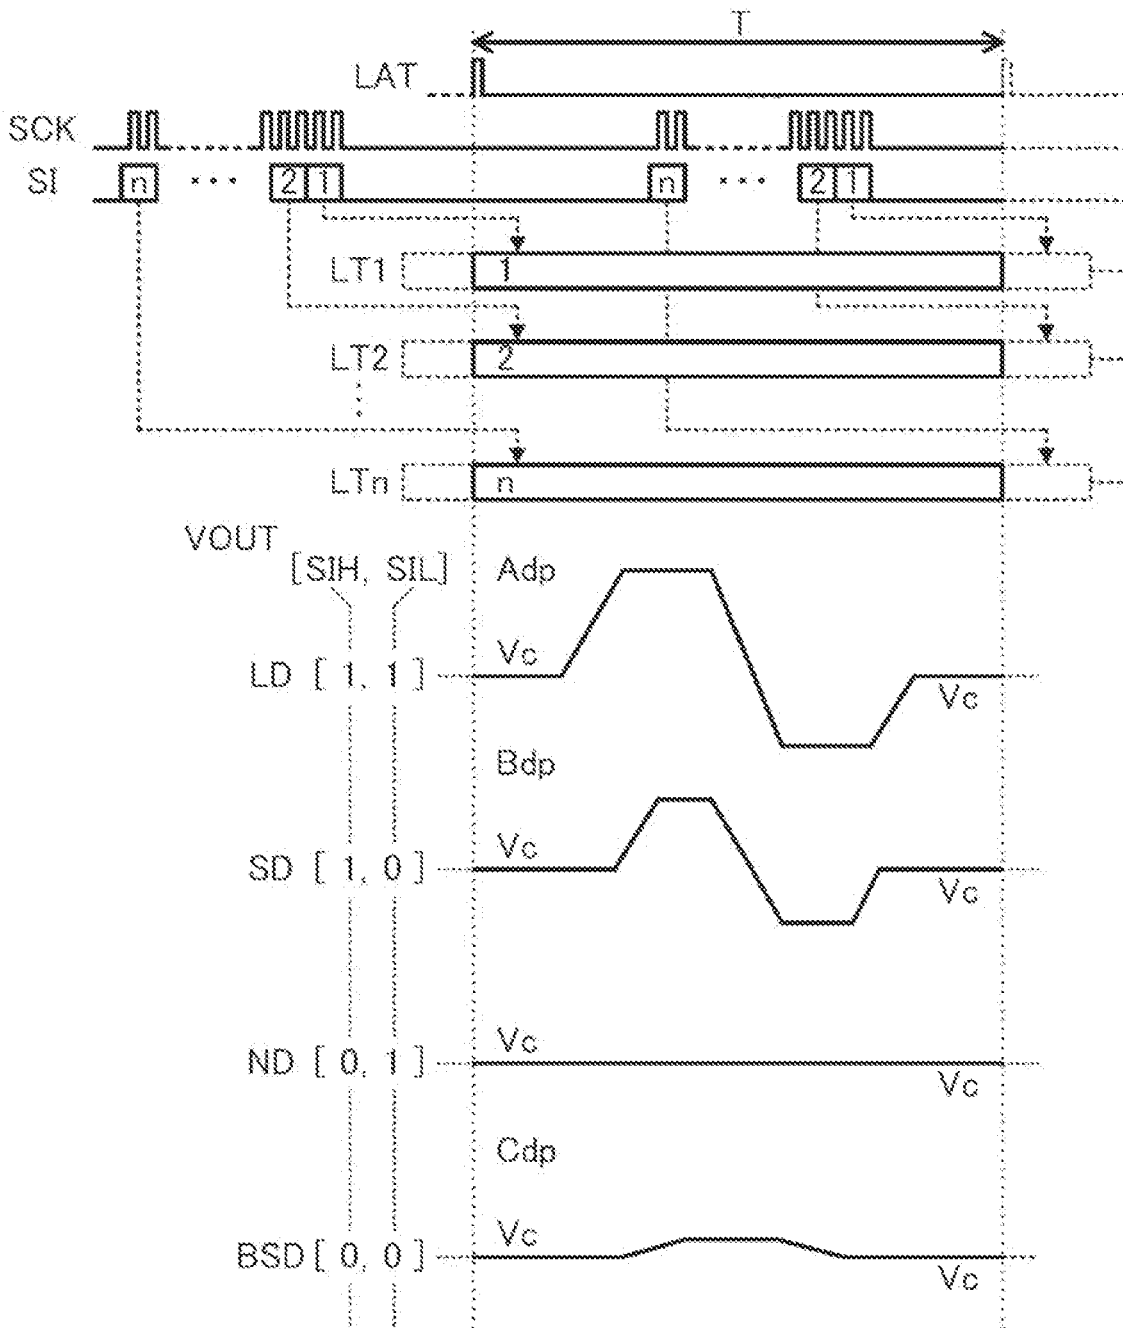 T
LAT
SCK
SI n ··· 2 1 n ··· 2 1
LT1 1
LT2 2
LTn n
VOUT
[SIH, SIL] Adp
Vc
LD [ 1, 1 ] Vc
Bdp
Vc
SD [ 1, 0 ] Vc
Vc
ND [ 0, 1 ] Vc
Cdp
Vc
BSD [ 0, 0 ] Vc